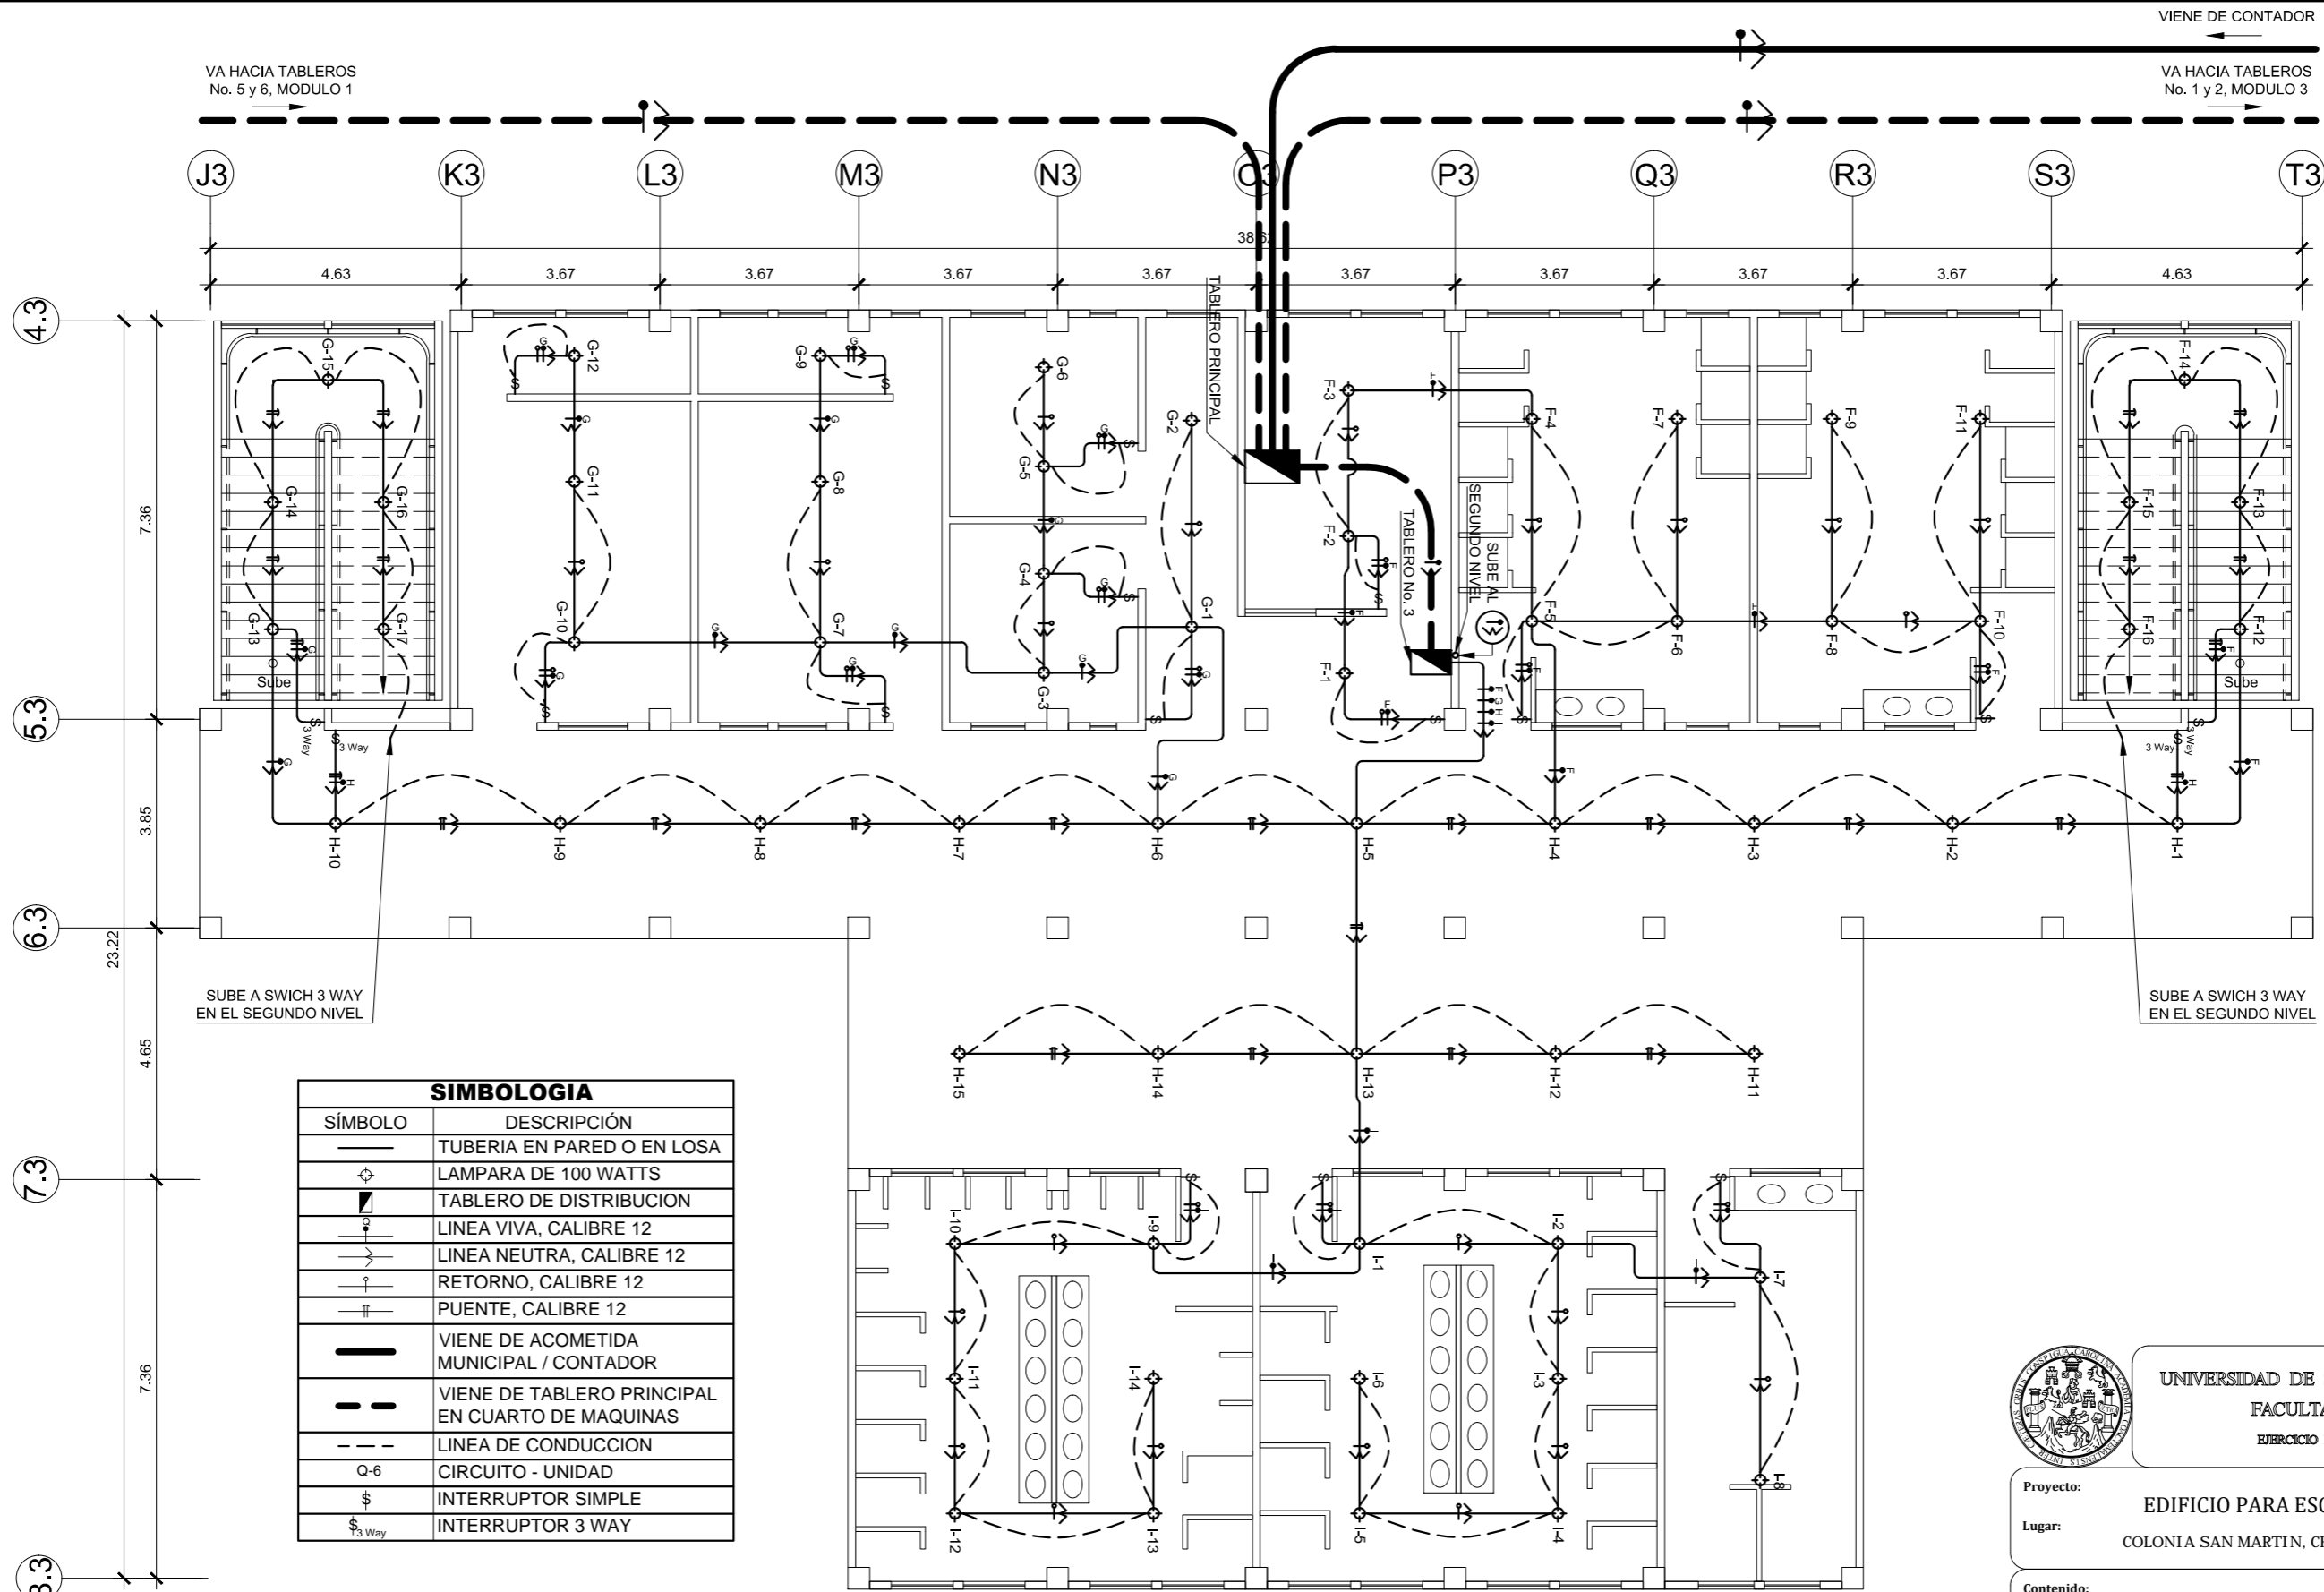 VIENE DE CONTADOR
VA HACIA TABLEROS
No. 5 y 6, MODULO 1
VA HACIA TABLEROS
No. 1 y 2, MODULO 3
J3
K3
L3
M3
N3
O3
P3
Q3
R3
S3
T3
38.62
4.63
3.67
3.67
3.67
3.67
3.67
3.67
3.67
3.67
4.63
4.3
5.3
6.3
7.3
8.3
7.36
3.85
4.65
7.36
23.22
TABLERO PRINCIPAL
TABLERO No. 3
SUBE AL
SEGUNDO NIVEL
G-15
G-14
G-16
G-13
G-17
Sube
3 Way
3 Way
G-12
G-11
G-10
G-9
G-8
G-7
G-6
G-5
G-4
G-3
G-2
G-1
F-3
F-2
F-1
F-4
F-5
F-7
F-6
F-9
F-8
F-11
F-10
F-14
F-15
F-13
F-16
F-12
Sube
3 Way
3 Way
H-10
H-9
H-8
H-7
H-6
H-5
H-4
H-3
H-2
H-1
SUBE A SWICH 3 WAY
EN EL SEGUNDO NIVEL
SUBE A SWICH 3 WAY
EN EL SEGUNDO NIVEL
H-15
H-14
H-13
H-12
H-11
I-10
I-9
I-1
I-2
I-7
I-11
I-14
I-6
I-3
I-8
I-12
I-13
I-5
I-4
SIMBOLOGIA
SÍMBOLO DESCRIPCIÓN
TUBERIA EN PARED O EN LOSA
LAMPARA DE 100 WATTS
TABLERO DE DISTRIBUCION
LINEA VIVA, CALIBRE 12
LINEA NEUTRA, CALIBRE 12
RETORNO, CALIBRE 12
PUENTE, CALIBRE 12
VIENE DE ACOMETIDA
MUNICIPAL / CONTADOR
VIENE DE TABLERO PRINCIPAL
EN CUARTO DE MAQUINAS
LINEA DE CONDUCCION
Q-6 CIRCUITO - UNIDAD
$ INTERRUPTOR SIMPLE
$ 3 Way INTERRUPTOR 3 WAY
UNIVERSIDAD DE
FACULTA
EJERCICIO
Proyecto:
EDIFICIO PARA ESC
Lugar:
COLONIA SAN MARTIN, C
Contenido: